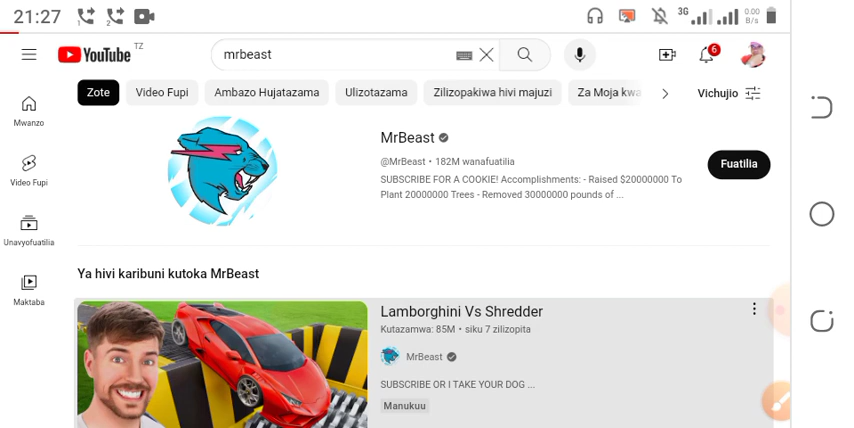 21:27
3G
0.00
B/s
YouTube TZ
mrbeast
6
Zote
Video Fupi
Ambazo Hujatazama
Ulizotazama
Zilizopakiwa hivi majuzi
Za Moja kwa
Vichujio
Mwanzo
Video Fupi
Unavyofuatilia
Maktaba
MrBeast
@MrBeast • 182M wanafuatilia
SUBSCRIBE FOR A COOKIE! Accomplishments: - Raised $20000000 To
Plant 20000000 Trees - Removed 30000000 pounds of ...
Fuatilia
Ya hivi karibuni kutoka MrBeast
Lamborghini Vs Shredder
Kutazamwa: 85M • siku 7 zilizopita
MrBeast
SUBSCRIBE OR I TAKE YOUR DOG ...
Manukuu